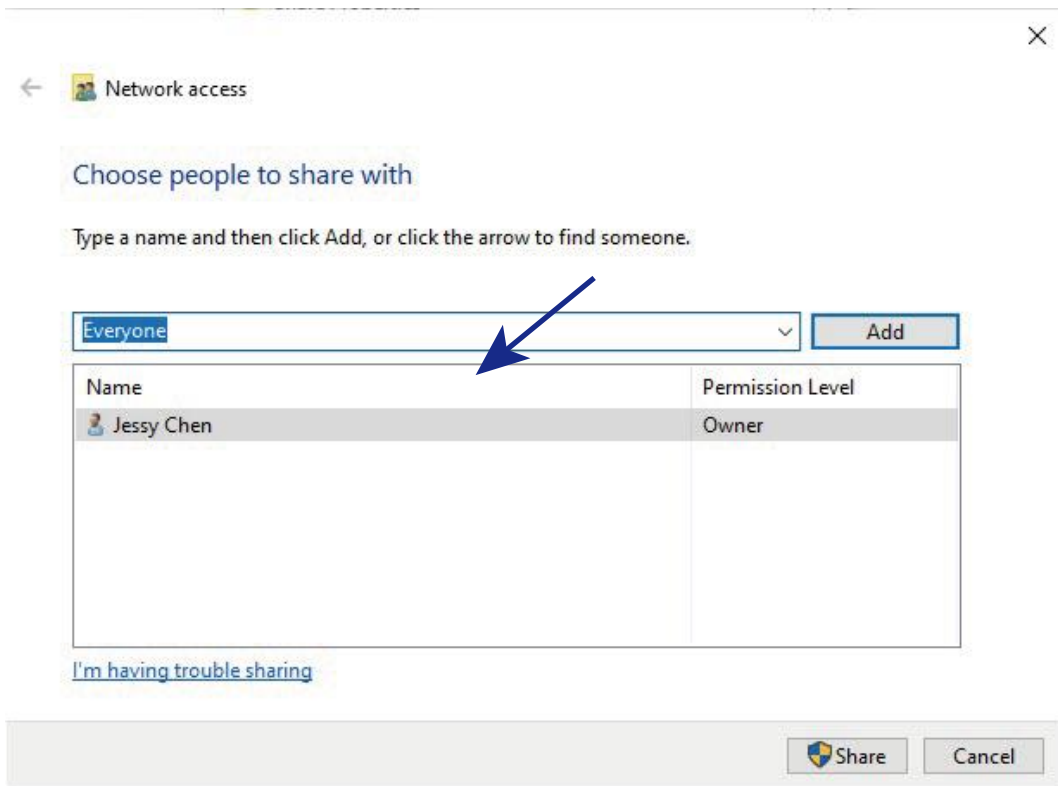 Network access
Choose people to share with
Type a name and then click Add, or click the arrow to find someone.
Everyone Add
Name Permission Level
Jessy Chen Owner
I'm having trouble sharing
Share Cancel